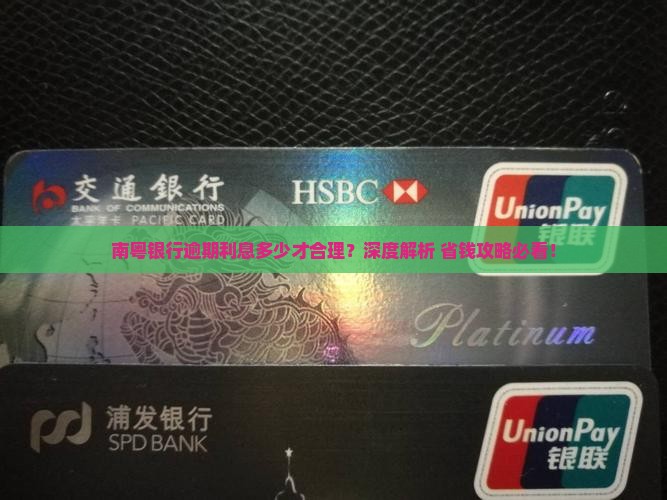 交通銀行
BANK OF COMMUNICATIONS
太平洋卡 PACIFIC CARD
HSBC
UnionPay
银联
南粤银行逾期利息多少才合理？深度解析 省钱攻略必看！
Platinum
浦发银行
SPD BANK
UnionPay
银联